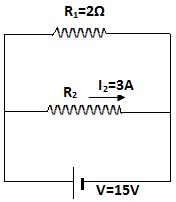 R₁=2Ω
I₂=3A
R₂
V=15V